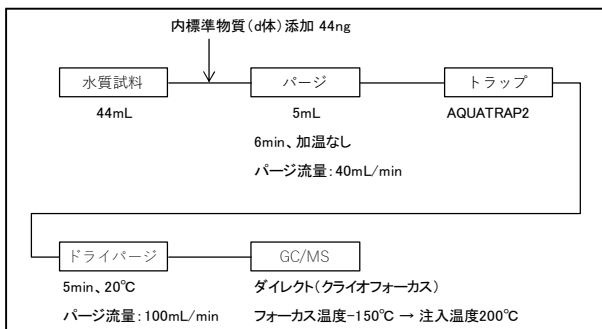 内標準物質(d体)添加 44ng
水質試料
パージ
トラップ
44mL
5mL
AQUATRAP2
6min、加温なし
パージ流量:40mL/min
ドライパージ
GC/MS
5min、20℃
ダイレクト(クライオフォーカス)
パージ流量:100mL/min
フォーカス温度-150℃ → 注入温度200℃